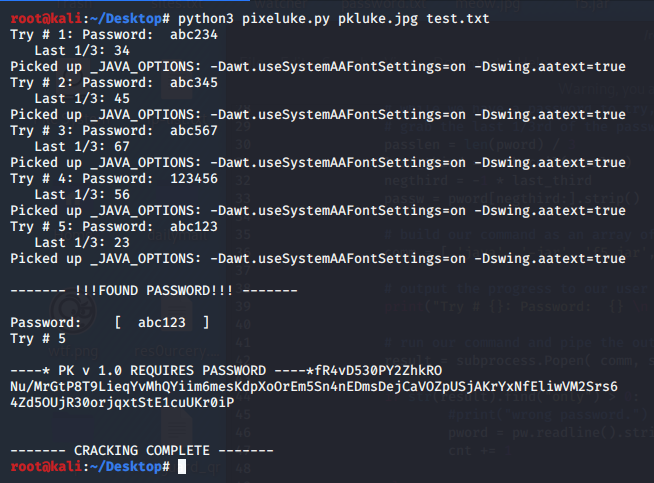 root@kali:~/Desktop# python3 pixeluke.py pkluke.jpg test.txt
Try # 1: Password:  abc234
   Last 1/3: 34
Picked up _JAVA_OPTIONS: -Dawt.useSystemAAFontSettings=on -Dswing.aatext=true
Try # 2: Password:  abc345
   Last 1/3: 45
Picked up _JAVA_OPTIONS: -Dawt.useSystemAAFontSettings=on -Dswing.aatext=true
Try # 3: Password:  abc567
   Last 1/3: 67
Picked up _JAVA_OPTIONS: -Dawt.useSystemAAFontSettings=on -Dswing.aatext=true
Try # 4: Password:  123456
   Last 1/3: 56
Picked up _JAVA_OPTIONS: -Dawt.useSystemAAFontSettings=on -Dswing.aatext=true
Try # 5: Password:  abc123
   Last 1/3: 23
Picked up _JAVA_OPTIONS: -Dawt.useSystemAAFontSettings=on -Dswing.aatext=true
------- !!!FOUND PASSWORD!!! -------
Password:    [  abc123  ]
Try # 5
----* PK v 1.0 REQUIRES PASSWORD ----*fR4vD530PY2ZhkRO
Nu/MrGtP8T9LieqYvMhQYiim6mesKdpXoOrEm5Sn4nEDmsDejCaVOZpUSjAKrYxNfEliwVM2Srs6
4Zd5OUjR30orjqxtStE1cuUKr0iP
------- CRACKING COMPLETE -------
root@kali:~/Desktop#